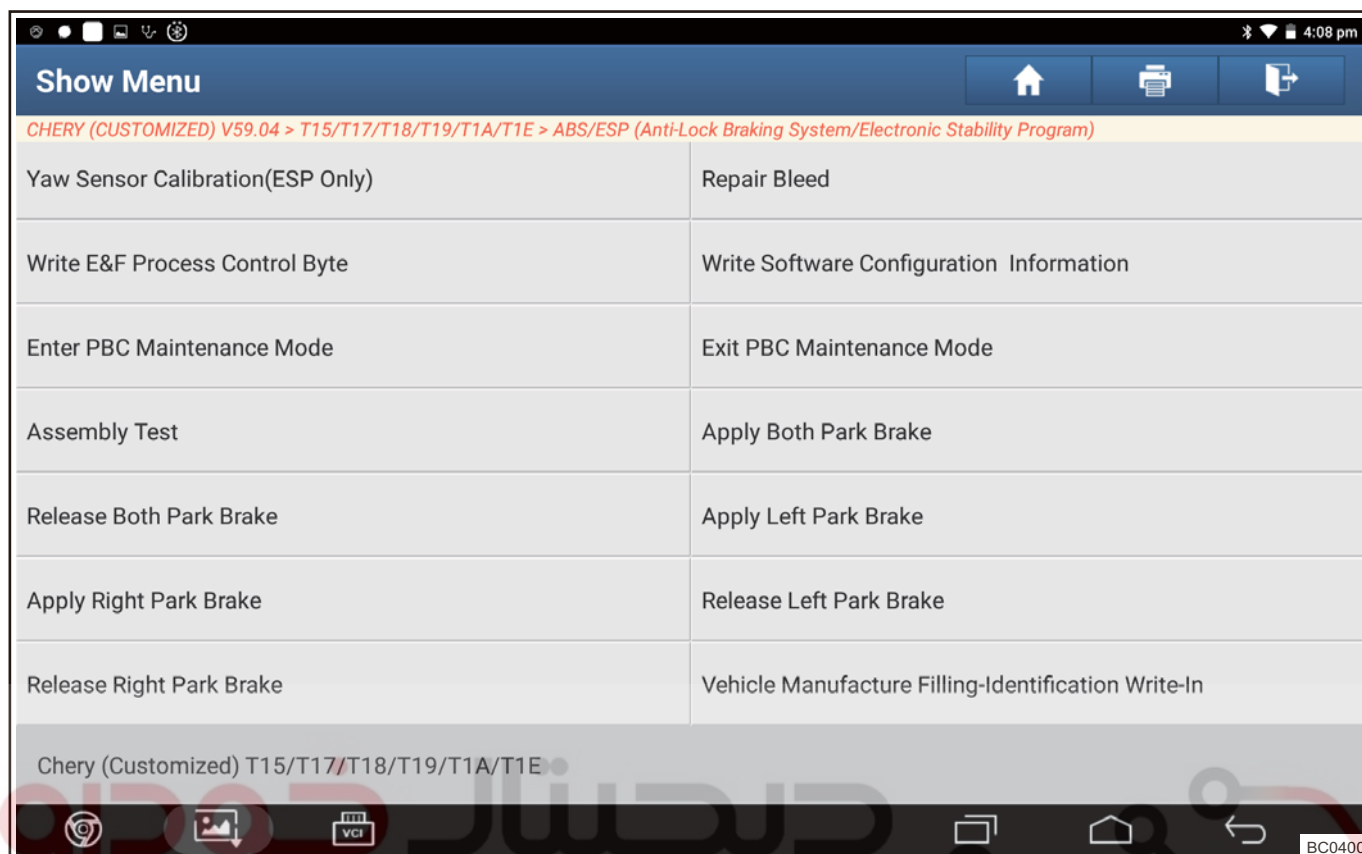 4:08 pm
Show Menu
CHERY (CUSTOMIZED) V59.04 > T15/T17/T18/T19/T1A/T1E > ABS/ESP (Anti-Lock Braking System/Electronic Stability Program)
Yaw Sensor Calibration(ESP Only)
Repair Bleed
Write E&F Process Control Byte
Write Software Configuration  Information
Enter PBC Maintenance Mode
Exit PBC Maintenance Mode
Assembly Test
Apply Both Park Brake
Release Both Park Brake
Apply Left Park Brake
Apply Right Park Brake
Release Left Park Brake
Release Right Park Brake
Vehicle Manufacture Filling-Identification Write-In
Chery (Customized) T15/T17/T18/T19/T1A/T1E
دیجیتال خودرو
VCI
BC0400